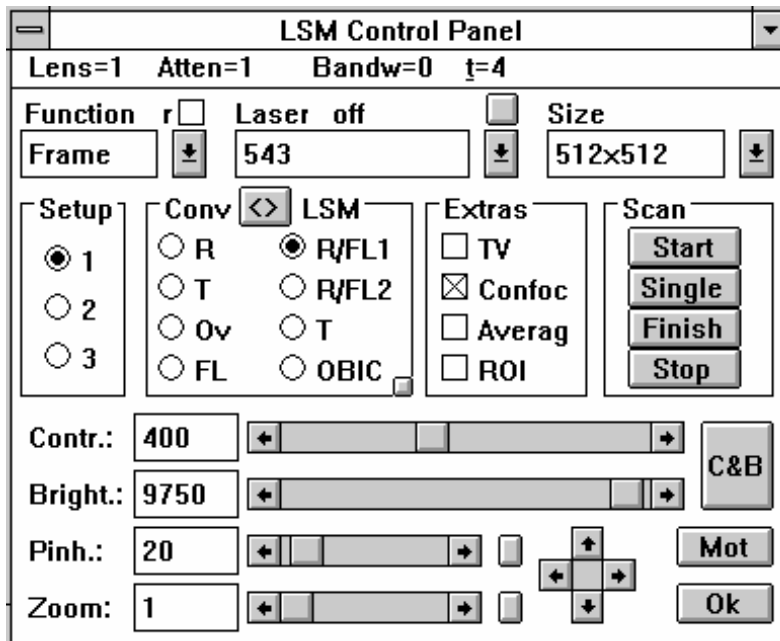 LSM Control Panel
Lens=1 Atten=1 Bandw=0 t=4
Function r Laser off Size
Frame 543 512x512
Setup Conv <> LSM Extras Scan
1 R R/FL1 TV Start
2 T R/FL2 Confoc Single
3 Ov T Averag Finish
FL OBIC ROI Stop
Contr.: 400
C&B
Bright.: 9750
Pinh.: 20 Mot
Zoom: 1 Ok